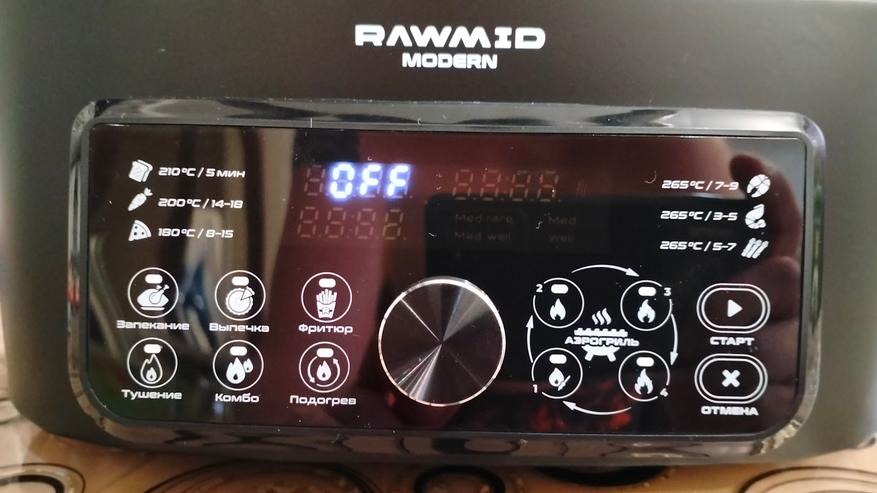 RAWMID
MODERN
210°C / 5 МИН
200°C / 14-18
180°C / 8-15
OFF
Med rare
Med
Med well
Well
265°C / 7-9
265°C / 3-5
265°C / 5-7
Запекание
Выпечка
Фритюр
Тушение
Комбо
Подогрев
2
3
АЭРОГРИЛЬ
1
4
СТАРТ
ОТМЕНА